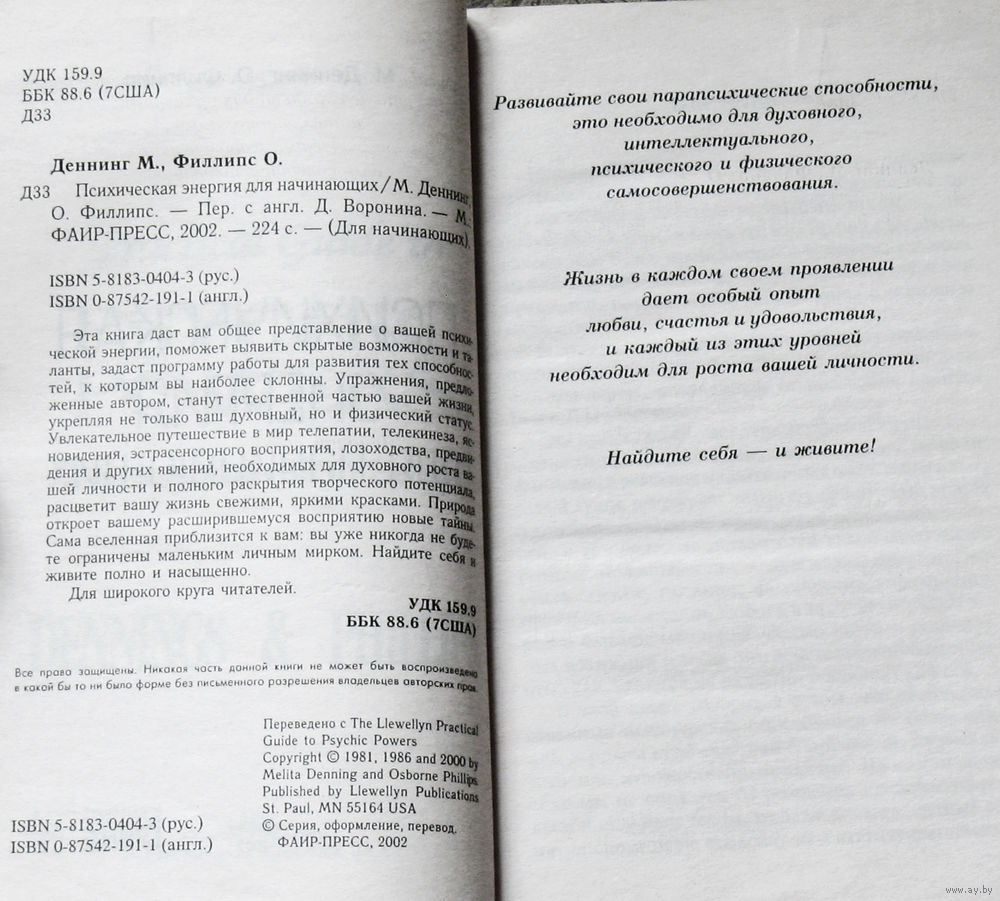 УДК 159.9
ББК 88.6 (7США)
Д33
Деннинг М., Филлипс О.
Д33 Психическая энергия для начинающих/М. Деннинг,
О. Филлипс. — Пер. с англ. Д. Воронина. — М.:
ФАИР-ПРЕСС, 2002. — 224 с. — (Для начинающих).
ISBN 5-8183-0404-3 (рус.)
ISBN 0-87542-191-1 (англ.)
Эта книга даст вам общее представление о вашей психи-
ческой энергии, поможет выявить скрытые возможности и та-
ланты, задаст программу работы для развития тех способнос-
тей, к которым вы наиболее склонны. Упражнения, предло-
женные автором, станут естественной частью вашей жизни,
укрепляя не только ваш духовный, но и физический статус.
Увлекательное путешествие в мир телепатии, телекинеза, яс-
новидения, эстрасенсорного восприятия, лозоходства, предви-
дения и других явлений, необходимых для духовного роста ва-
шей личности и полного раскрытия творческого потенциала,
расцветит вашу жизнь свежими, яркими красками. Природа
откроет вашему расширившемуся восприятию новые тайны.
Сама вселенная приблизится к вам: вы уже никогда не буде-
те ограничены маленьким личным мирком. Найдите себя и
живите полно и насыщенно.
Для широкого круга читателей.
УДК 159.9
ББК 88.6 (7США)
Все права защищены. Никакая часть данной книги не может быть воспроизведена
в какой бы то ни было форме без письменного разрешения владельцев авторских прав.
Переведено с The Llewellyn Practical
Guide to Psychic Powers
Copyright © 1981, 1986 and 2000 by
Melita Denning and Osborne Phillips.
Published by Llewellyn Publications
St. Paul, MN 55164 USA
© Серия, оформление, перевод.
ФАИР-ПРЕСС, 2002
ISBN 5-8183-0404-3 (рус.)
ISBN 0-87542-191-1 (англ.)
Развивайте свои парапсихические способности,
это необходимо для духовного,
интеллектуального,
психического и физического
самосовершенствования.
Жизнь в каждом своем проявлении
дает особый опыт
любви, счастья и удовольствия,
и каждый из этих уровней
необходим для роста вашей личности.
Найдите себя — и живите!
www.ay.by